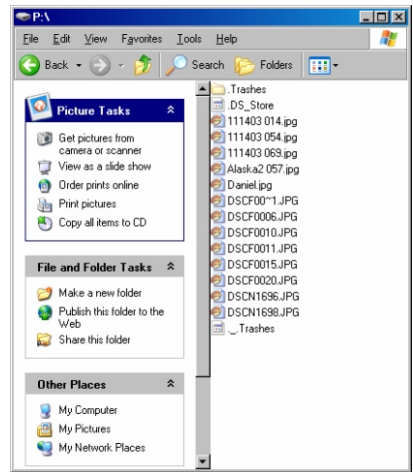 P:\
File Edit View Favorites Tools Help
Back Search Folders
Picture Tasks
Get pictures from
camera or scanner
View as a slide show
Order prints online
Print pictures
Copy all items to CD
File and Folder Tasks
Make a new folder
Publish this folder to the
Web
Share this folder
Other Places
My Computer
My Pictures
My Network Places
.Trashes
.DS_Store
111403 014.jpg
111403 054.jpg
111403 069.jpg
Alaska2 057.jpg
Daniel.jpg
DSCF00~1.JPG
DSCF0006.JPG
DSCF0010.JPG
DSCF0011.JPG
DSCF0015.JPG
DSCF0020.JPG
DSCN1696.JPG
DSCN1698.JPG
._.Trashes